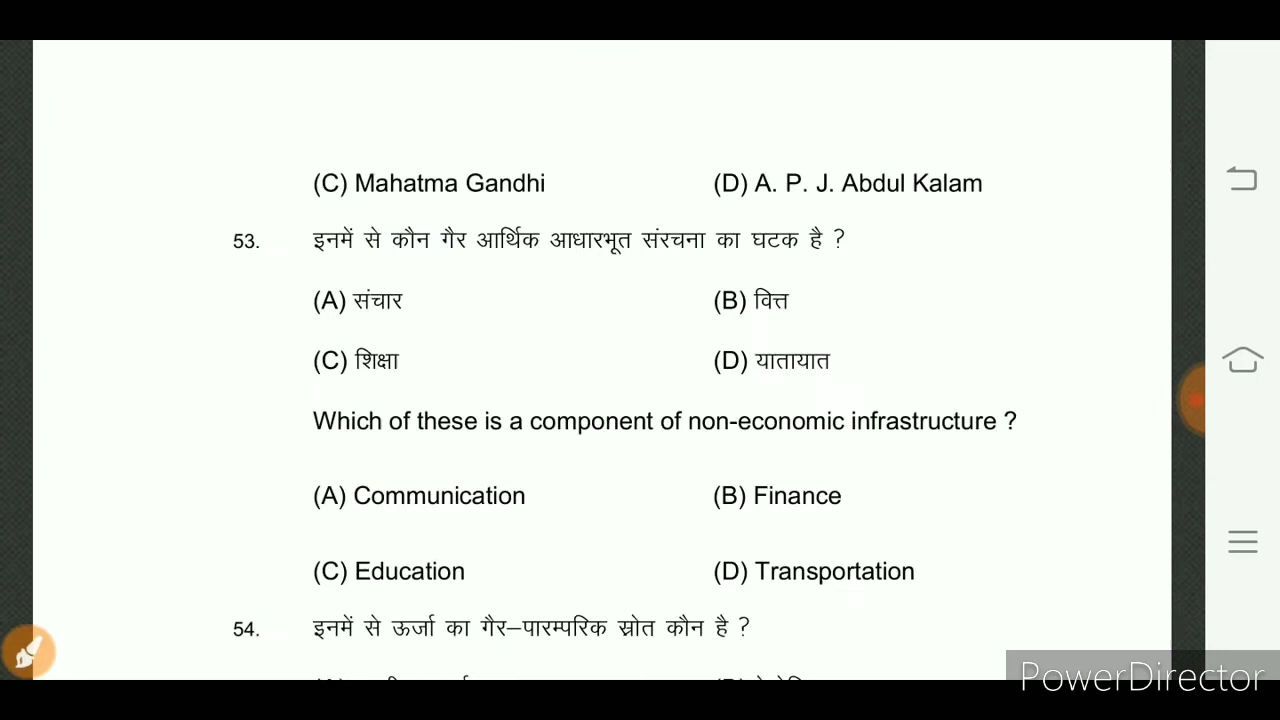 (C) Mahatma Gandhi (D) A. P. J. Abdul Kalam
53. इनमें से कौन गैर आर्थिक आधारभूत संरचना का घटक है ?
(A) संचार (B) वित्त
(C) शिक्षा (D) यातायात
Which of these is a component of non-economic infrastructure ?
(A) Communication (B) Finance
(C) Education (D) Transportation
54. इनमें से ऊर्जा का गैर–पारम्परिक स्रोत कौन है ?
PowerDirector